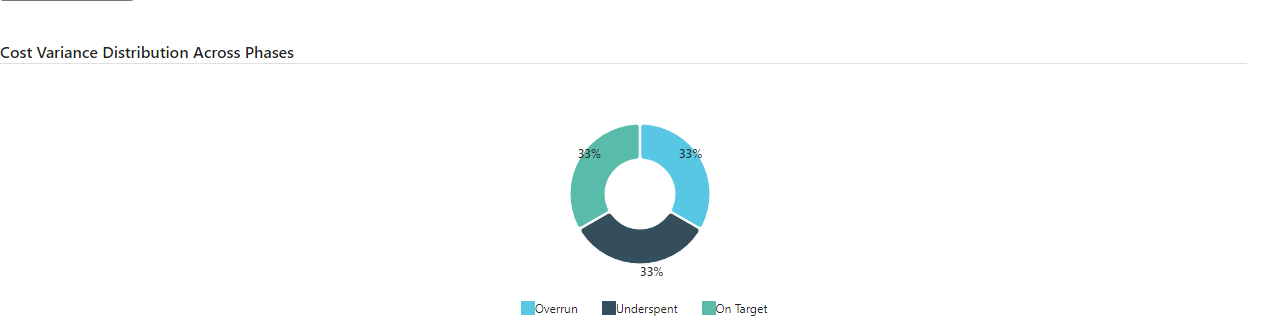 Cost Variance Distribution Across Phases
33%
33%
33%
Overrun
Underspent
On Target